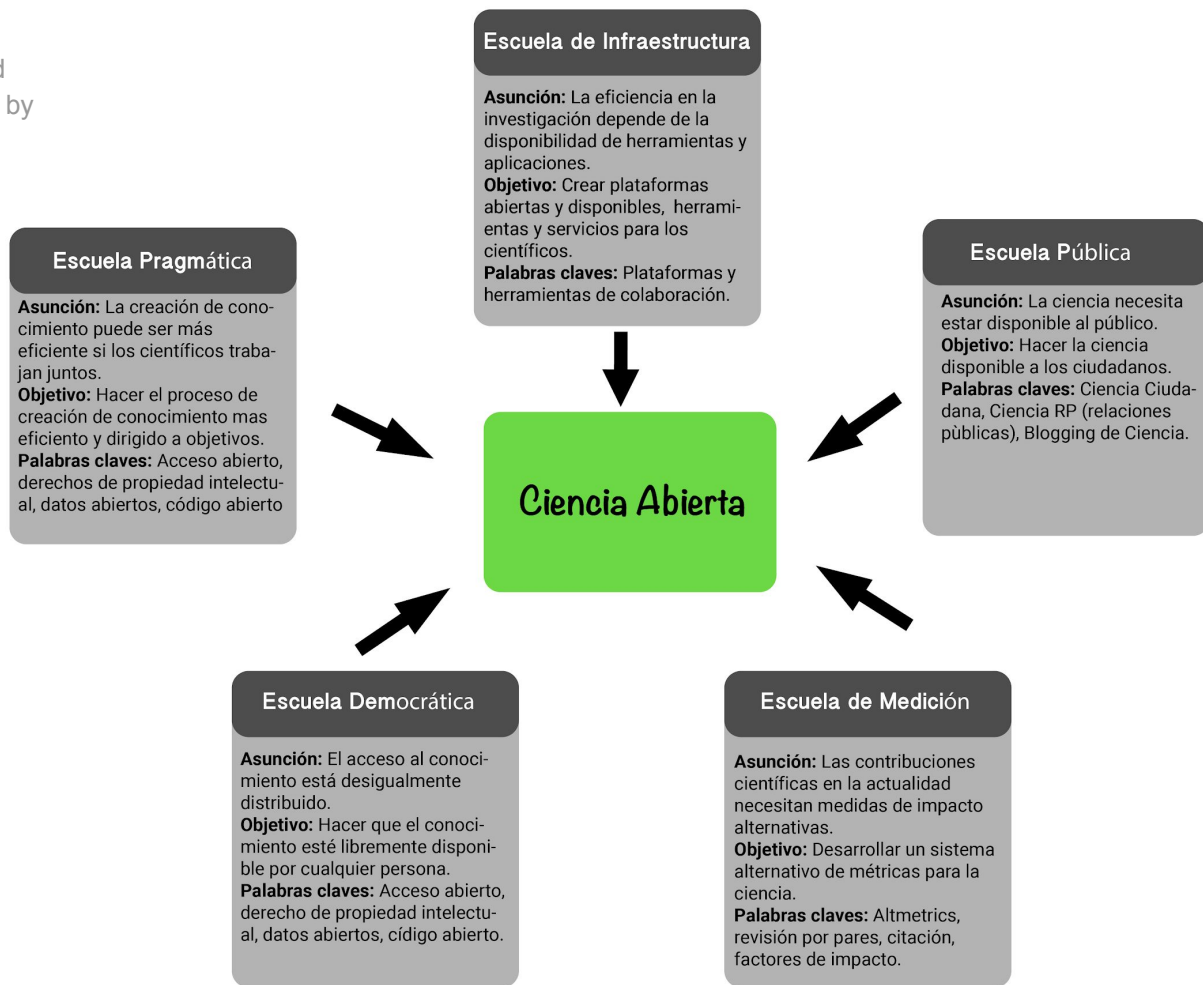 by
Escuela de Infraestructura
Asunción: La eficiencia en la
investigación depende de la
disponibilidad de herramientas y
aplicaciones.
Objetivo: Crear plataformas
abiertas y disponibles, herrami-
entas y servicios para los
científicos.
Palabras claves: Plataformas y
herramientas de colaboración.
Escuela Pragmática
Asunción: La creación de cono-
cimiento puede ser más
eficiente si los científicos traba-
jan juntos.
Objetivo: Hacer el proceso de
creación de conocimiento mas
eficiento y dirigido a objetivos.
Palabras claves: Acceso abierto,
derechos de propiedad intelectu-
al, datos abiertos, código abierto
Escuela Pública
Asunción: La ciencia necesita
estar disponible al público.
Objetivo: Hacer la ciencia
disponible a los ciudadanos.
Palabras claves: Ciencia Ciuda-
dana, Ciencia RP (relaciones
pùblicas), Blogging de Ciencia.
Ciencia Abierta
Escuela Democrática
Asunción: El acceso al conoci-
miento está desigualmente
distribuido.
Objetivo: Hacer que el conoci-
miento esté libremente disponi-
ble por cualquier persona.
Palabras claves: Acceso abierto,
derecho de propiedad intelectu-
al, datos abiertos, cídigo abierto.
Escuela de Medición
Asunción: Las contribuciones
científicas en la actualidad
necesitan medidas de impacto
alternativas.
Objetivo: Desarrollar un sistema
alternativo de métricas para la
ciencia.
Palabras claves: Altmetrics,
revisión por pares, citación,
factores de impacto.